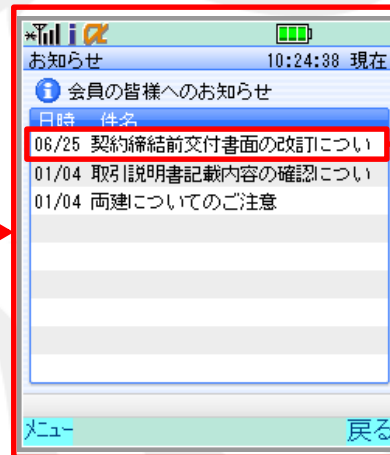 i α
お知らせ 10:24:38 現在
会員の皆様へのお知らせ
日時 件名
06/25 契約締結前交付書面の改訂につい
01/04 取引説明書記載内容の確認につい
01/04 両建についてのご注意
メニュー 戻る